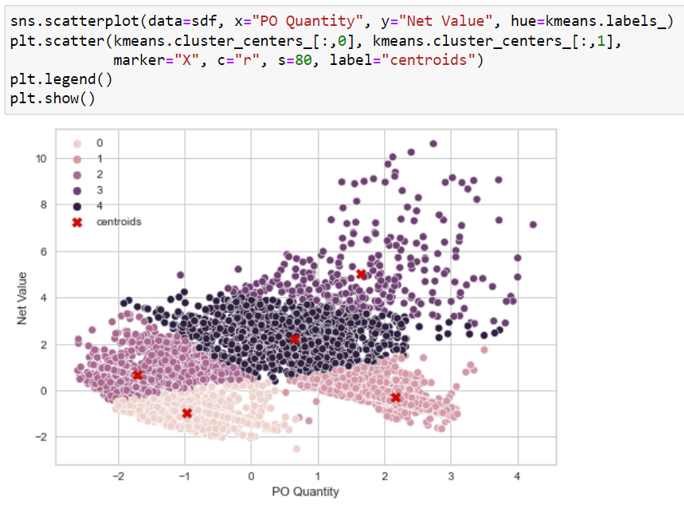 sns.scatterplot(data=sdf, x="PO Quantity", y="Net Value", hue=kmeans.labels_)
plt.scatter(kmeans.cluster_centers_[:,0], kmeans.cluster_centers_[:,1],
marker="X", c="r", s=80, label="centroids")
plt.legend()
plt.show()
0
1
2
3
4
centroids
10
8
6
4
2
0
−2
Net Value
−2 −1 0 1 2 3 4
PO Quantity